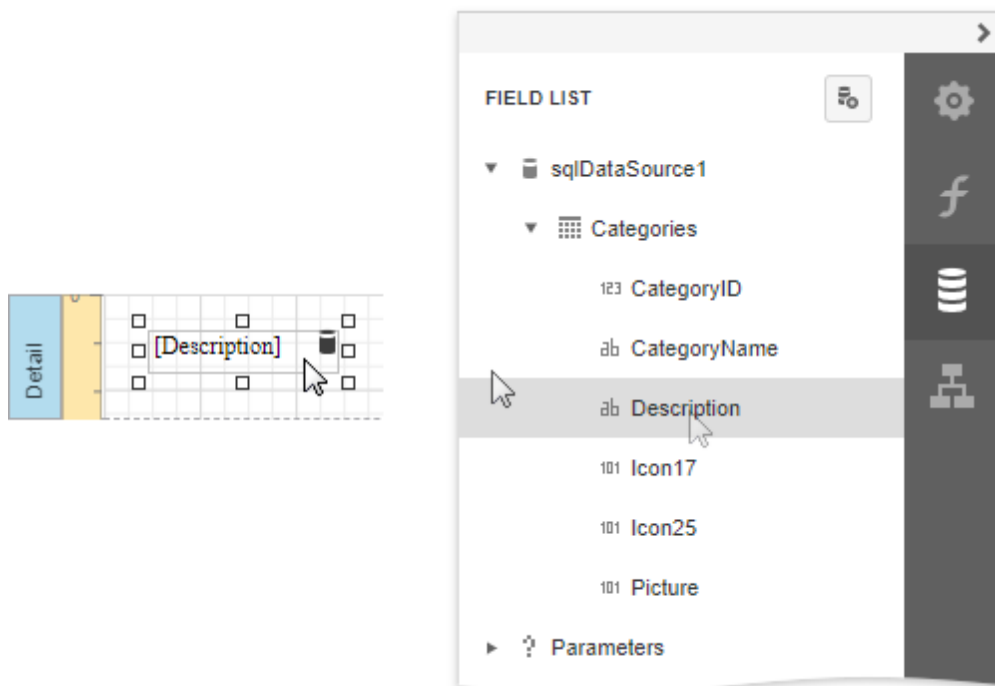 Detail
[Description]
FIELD LIST
sqlDataSource1
Categories
123 CategoryID
ab CategoryName
ab Description
101 Icon17
101 Icon25
101 Picture
? Parameters